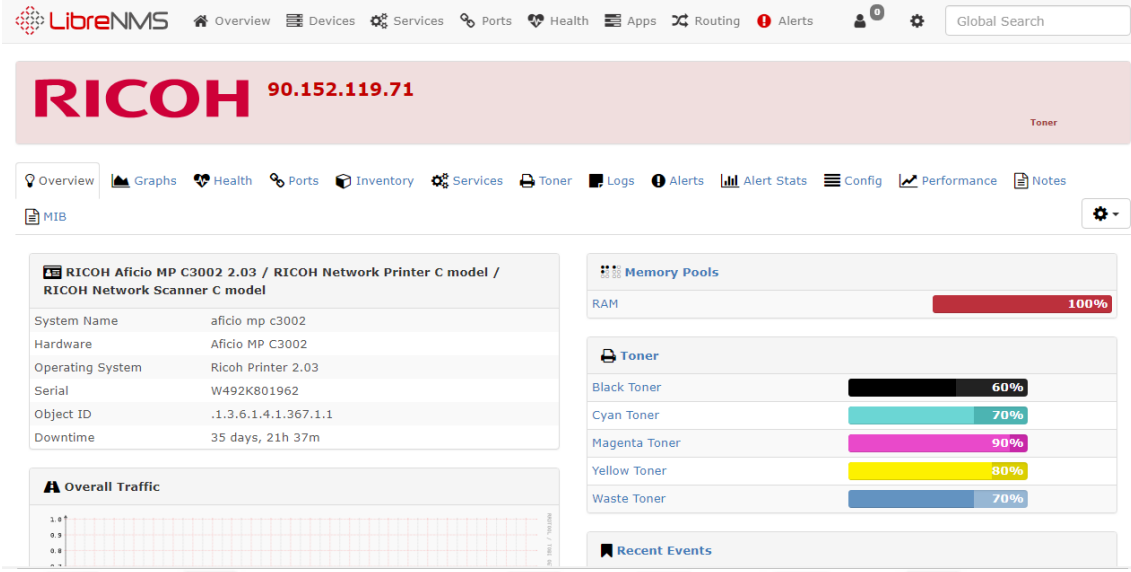 LibreNMS Overview Devices Services Ports Health Apps Routing Alerts 0 Global Search
RICOH 90.152.119.71
Toner
Overview Graphs Health Ports Inventory Services Toner Logs Alerts Alert Stats Config Performance Notes
MIB
RICOH Aficio MP C3002 2.03 / RICOH Network Printer C model /
RICOH Network Scanner C model
System Name aficio mp c3002
Hardware Aficio MP C3002
Operating System Ricoh Printer 2.03
Serial W492K801962
Object ID .1.3.6.1.4.1.367.1.1
Downtime 35 days, 21h 37m
Overall Traffic
1.0
0.9
0.8
Memory Pools
RAM 100%
Toner
Black Toner 60%
Cyan Toner 70%
Magenta Toner 90%
Yellow Toner 80%
Waste Toner 70%
Recent Events